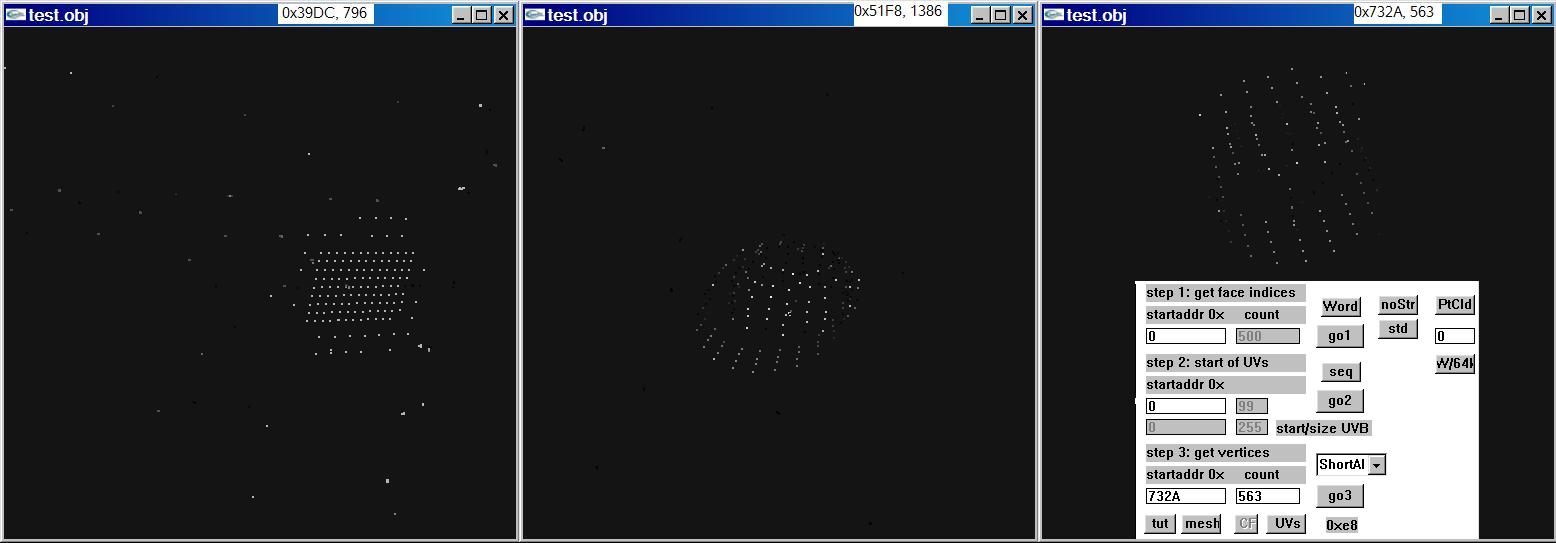 test.obj 0x39DC, 796
test.obj 0x51F8, 1386
test.obj 0x732A, 563
step 1: get face indices
Word noStr PtCld
startaddr 0x count
0 500 go1 std 0
step 2: start of UVs
seq W/64k
startaddr 0x
0 99 go2
0 255 start/size UVB
step 3: get vertices
ShortAl
startaddr 0x count
732A 563 go3
tut mesh CF UVs 0xe8